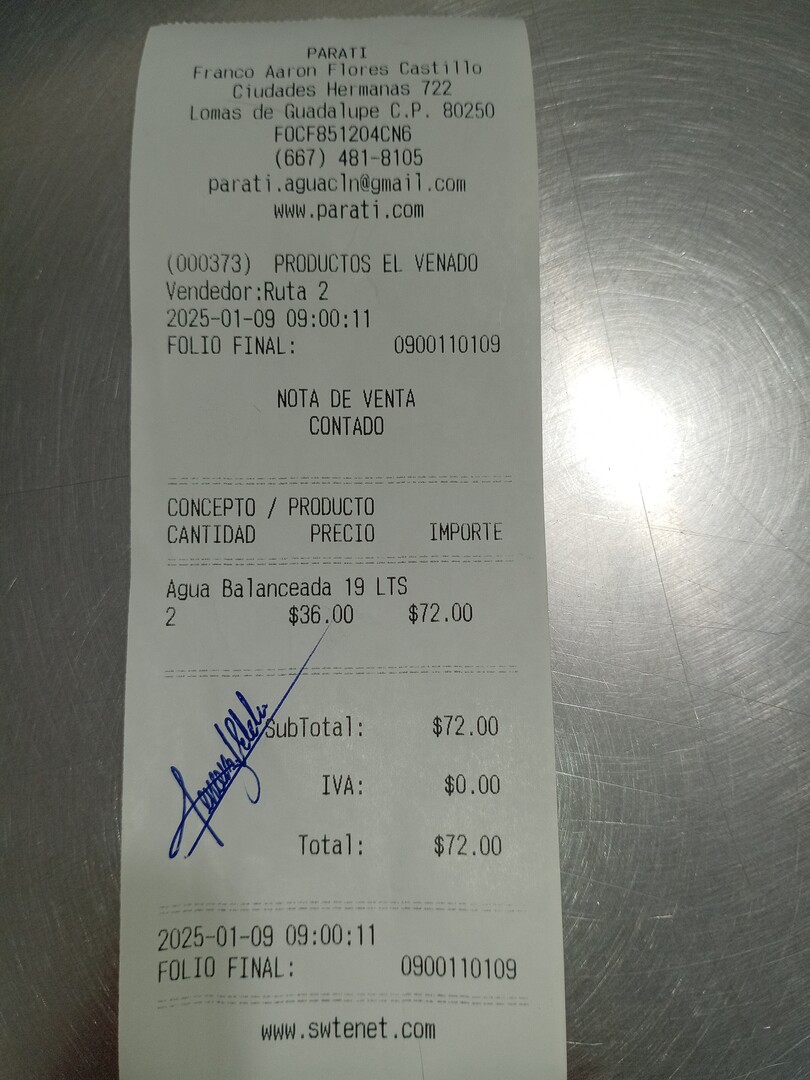 PARATI
Franco Aaron Flores Castillo
Ciudades Hermanas 722
Lomas de Guadalupe C.P. 80250
FOCF851204CN6
(667) 481-8105
parati.aguacln@gmail.com
www.parati.com
(000373) PRODUCTOS EL VENADO
Vendedor:Ruta 2
2025-01-09 09:00:11
FOLIO FINAL: 0900110109
NOTA DE VENTA
CONTADO
CONCEPTO / PRODUCTO
CANTIDAD PRECIO IMPORTE
Agua Balanceada 19 LTS
2 $36.00 $72.00
SubTotal: $72.00
IVA: $0.00
Total: $72.00
2025-01-09 09:00:11
FOLIO FINAL: 0900110109
www.swtenet.com